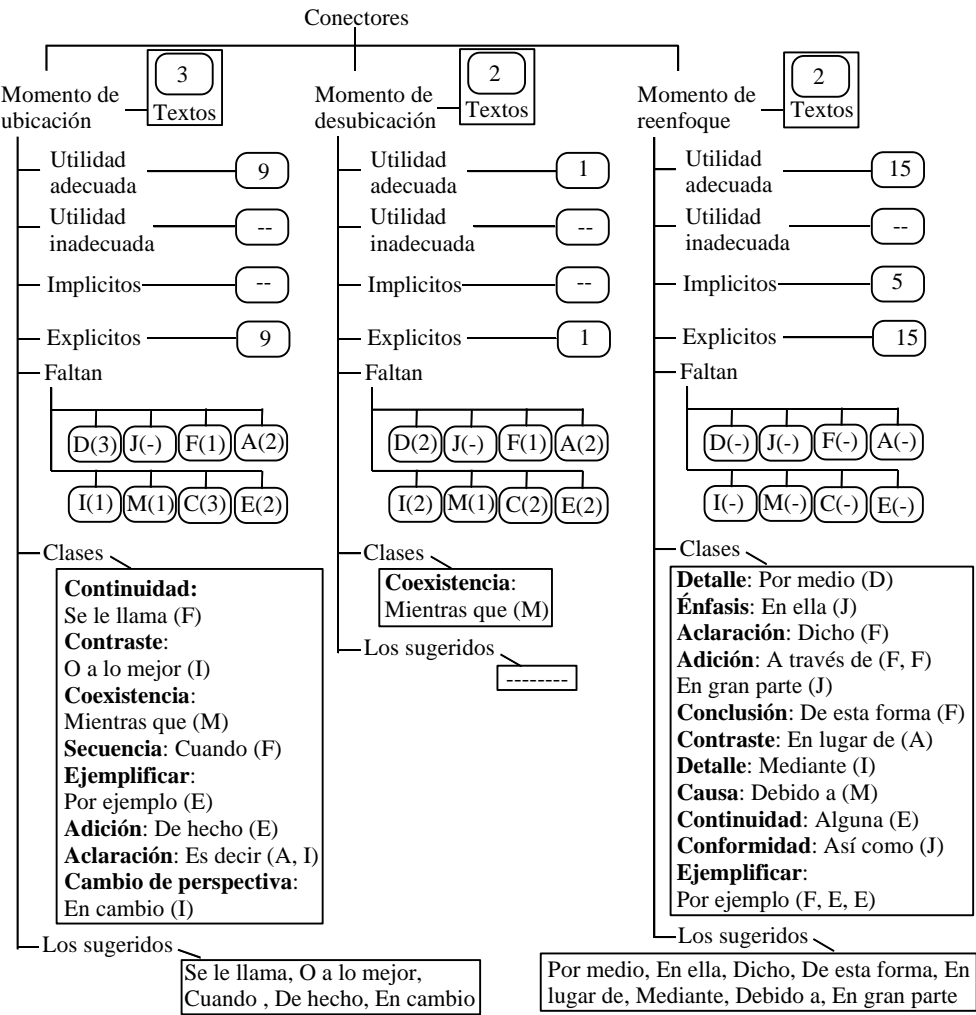 Conectores
3
Textos
Momento de
ubicación
Utilidad
adecuada
9
Utilidad
inadecuada
--
Implicitos
--
Explicitos
9
Faltan
D(3) J(-) F(1) A(2)
I(1) M(1) C(3) E(2)
Clases
Continuidad:
Se le llama (F)
Contraste:
O a lo mejor (I)
Coexistencia:
Mientras que (M)
Secuencia: Cuando (F)
Ejemplificar:
Por ejemplo (E)
Adición: De hecho (E)
Aclaración: Es decir (A, I)
Cambio de perspectiva:
En cambio (I)
Los sugeridos
Se le llama, O a lo mejor,
Cuando , De hecho, En cambio
2
Textos
Momento de
desubicación
Utilidad
adecuada
1
Utilidad
inadecuada
--
Implicitos
--
Explicitos
1
Faltan
D(2) J(-) F(1) A(2)
I(2) M(1) C(2) E(2)
Clases
Coexistencia:
Mientras que (M)
Los sugeridos
--------
2
Textos
Momento de
reenfoque
Utilidad
adecuada
15
Utilidad
inadecuada
--
Implicitos
5
Explicitos
15
Faltan
D(-) J(-) F(-) A(-)
I(-) M(-) C(-) E(-)
Clases
Detalle: Por medio (D)
Énfasis: En ella (J)
Aclaración: Dicho (F)
Adición: A través de (F, F)
En gran parte (J)
Conclusión: De esta forma (F)
Contraste: En lugar de (A)
Detalle: Mediante (I)
Causa: Debido a (M)
Continuidad: Alguna (E)
Conformidad: Así como (J)
Ejemplificar:
Por ejemplo (F, E, E)
Los sugeridos
Por medio, En ella, Dicho, De esta forma, En
lugar de, Mediante, Debido a, En gran parte